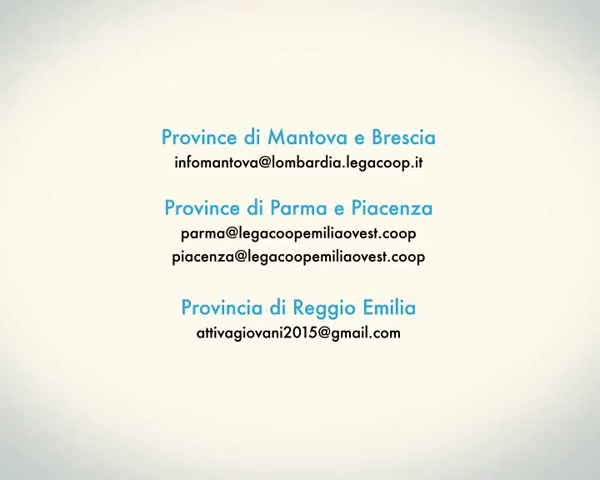 Province di Mantova e Brescia
infomantova@lombardia.legacoop.it
Province di Parma e Piacenza
parma@legacoopemiliaovest.coop
piacenza@legacoopemiliaovest.coop
Provincia di Reggio Emilia
attivagiovani2015@gmail.com